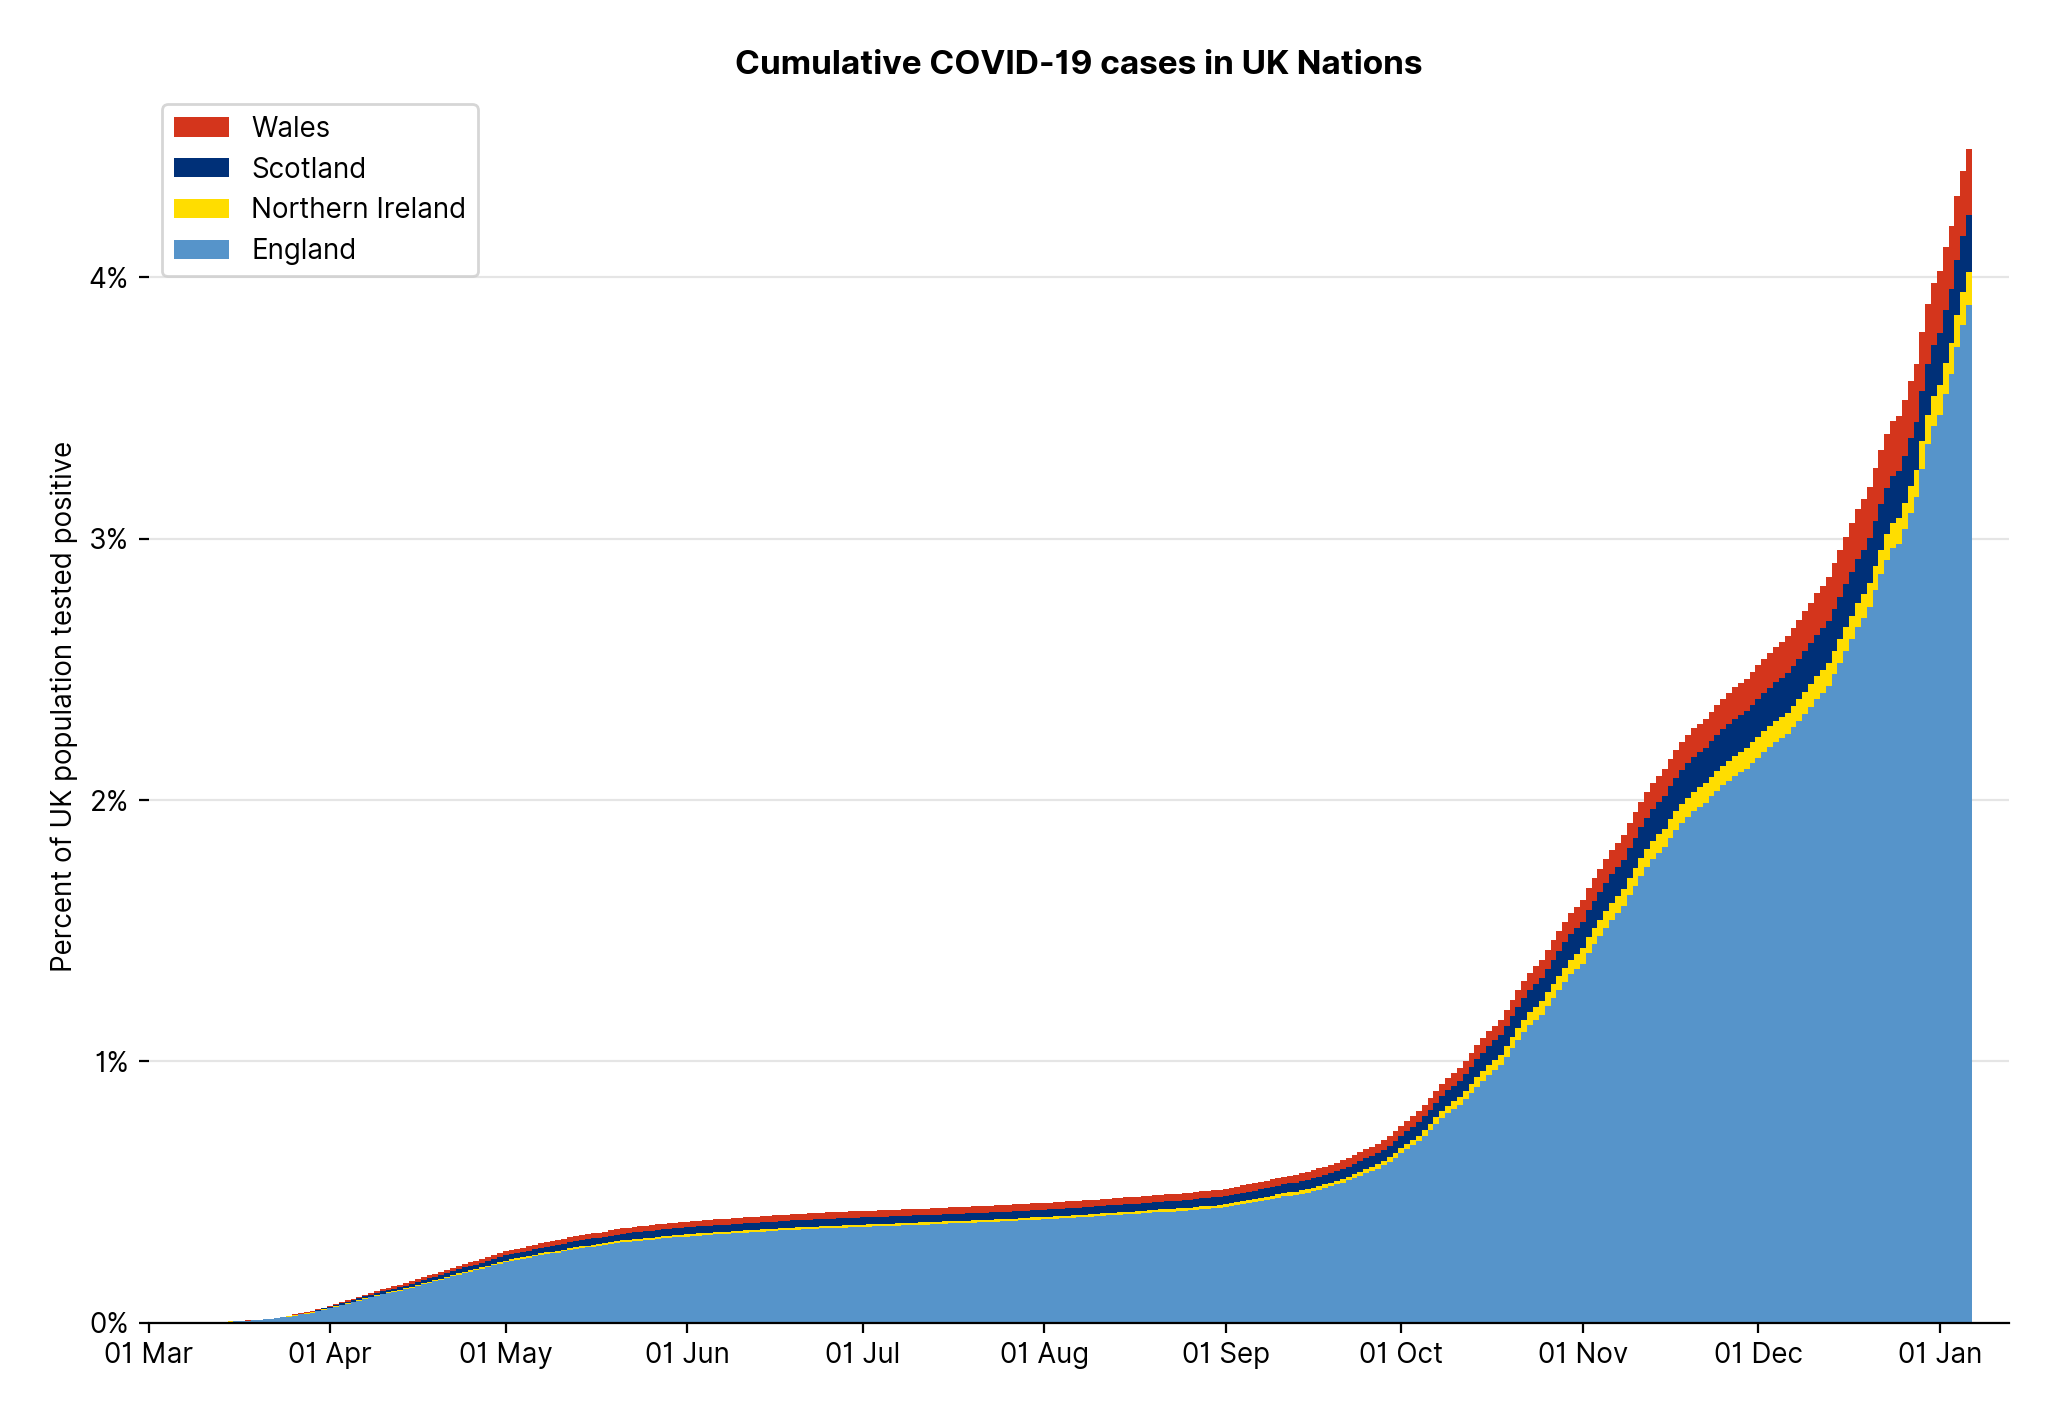 Cumulative COVID-19 cases in UK Nations
Wales
Scotland
Northern Ireland
England
Percent of UK population tested positive
4%
3%
2%
1%
0%
01 Mar
01 Apr
01 May
01 Jun
01 Jul
01 Aug
01 Sep
01 Oct
01 Nov
01 Dec
01 Jan